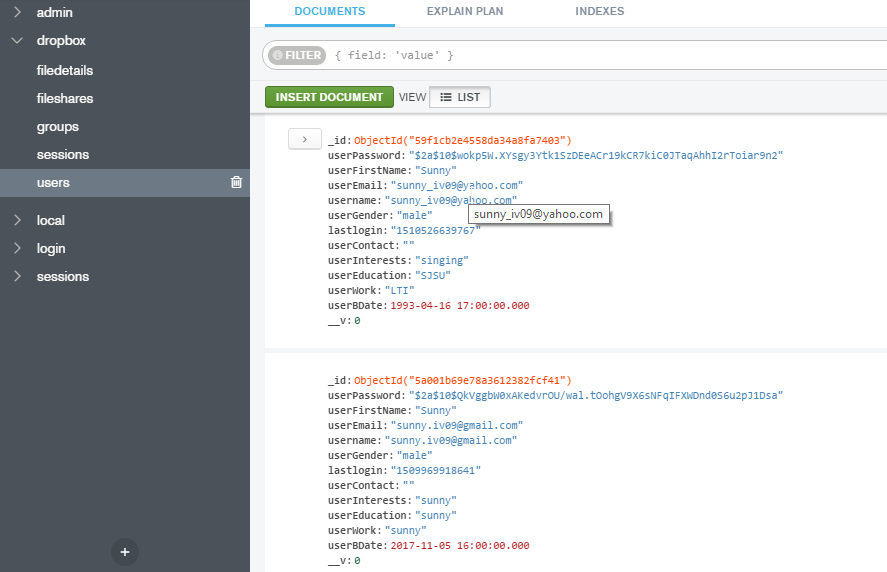 admin
dropbox
filedetails
fileshares
groups
sessions
users
local
login
sessions
+
DOCUMENTS EXPLAIN PLAN INDEXES
FILTER { field: 'value' }
INSERT DOCUMENT VIEW LIST
_id: ObjectId("59f1cb2e4558da34a8fa7403")
userPassword: "$2a$10$wokp5W.XYsgy3Ytk1SzDEeACr19kCR7kiC0JTaqAhhI2rToiar9n2"
userFirstName: "Sunny"
userEmail: "sunny_iv09@yahoo.com"
username: "sunny_iv09@yahoo.com"
sunny_iv09@yahoo.com
userGender: "male"
lastlogin: "1510526639767"
userContact: ""
userInterests: "singing"
userEducation: "SJSU"
userWork: "LTI"
userBDate: 1993-04-16 17:00:00.000
__v: 0
_id: ObjectId("5a001b69e78a3612382fcf41")
userPassword: "$2a$10$QkVggbW0xAKedvrOU/wal.tOohgV9X6sNFqIFXWDnd0S6u2pJ1Dsa"
userFirstName: "Sunny"
userEmail: "sunny.iv09@gmail.com"
username: "sunny.iv09@gmail.com"
userGender: "male"
lastlogin: "1509969918641"
userContact: ""
userInterests: "sunny"
userEducation: "sunny"
userWork: "sunny"
userBDate: 2017-11-05 16:00:00.000
__v: 0